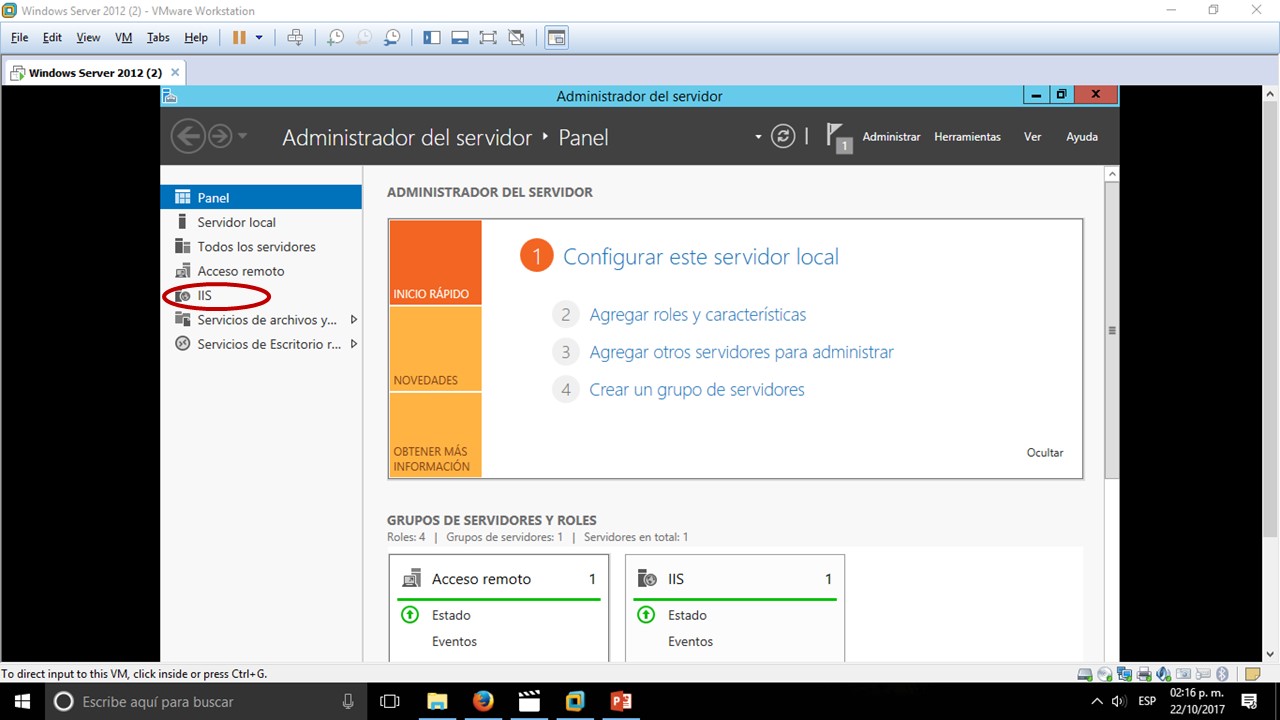 Windows Server 2012 (2) - VMware Workstation
File Edit View VM Tabs Help
Windows Server 2012 (2)
Administrador del servidor
Administrador del servidor Panel
1
Administrar Herramientas Ver Ayuda
Panel
Servidor local
Todos los servidores
Acceso remoto
IIS
Servicios de archivos y...
Servicios de Escritorio r...
ADMINISTRADOR DEL SERVIDOR
INICIO RÁPIDO
NOVEDADES
OBTENER MÁS
INFORMACIÓN
1 Configurar este servidor local
2 Agregar roles y características
3 Agregar otros servidores para administrar
4 Crear un grupo de servidores
Ocultar
GRUPOS DE SERVIDORES Y ROLES
Roles: 4 | Grupos de servidores: 1 | Servidores en total: 1
Acceso remoto 1
Estado
Eventos
IIS 1
Estado
Eventos
To direct input to this VM, click inside or press Ctrl+G.
Escribe aquí para buscar
ESP
02:16 p. m.
22/10/2017